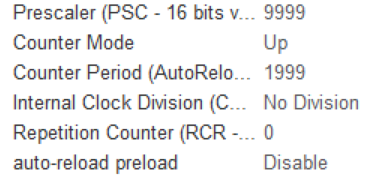 Prescaler (PSC - 16 bits v... 9999
Counter Mode Up
Counter Period (AutoRelo... 1999
Internal Clock Division (C... No Division
Repetition Counter (RCR -... 0
auto-reload preload Disable